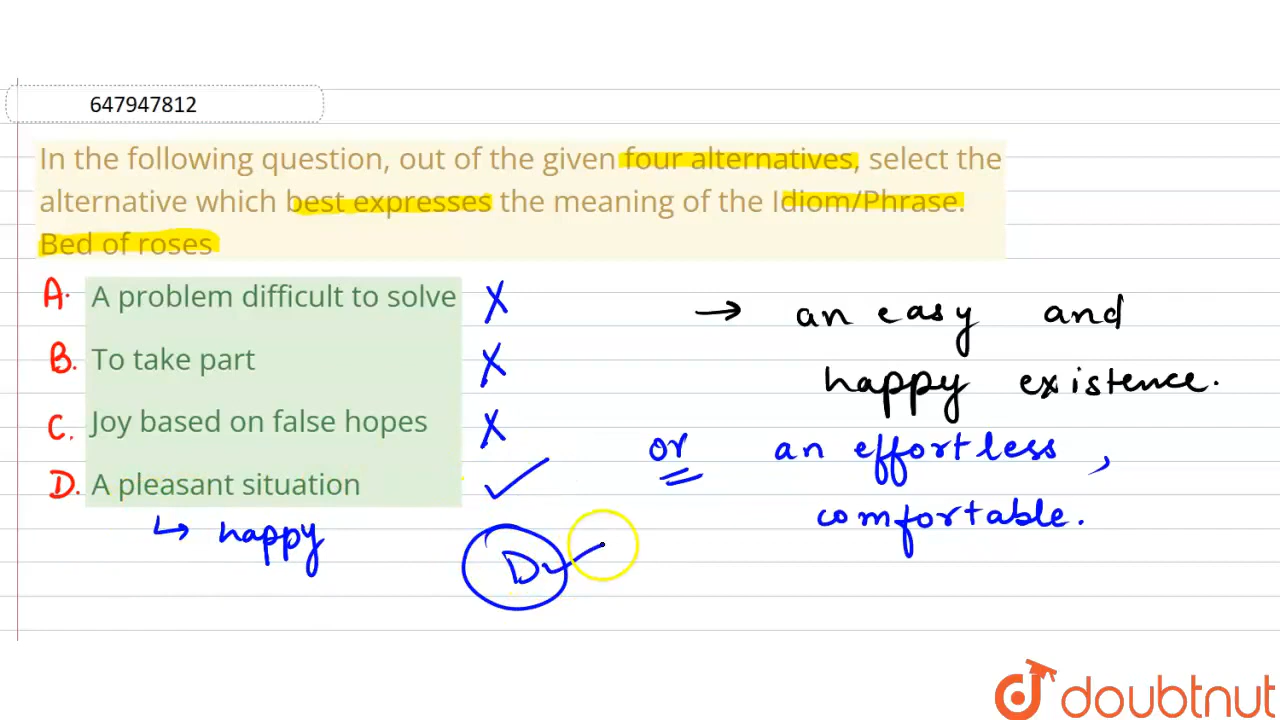 647947812
In the following question, out of the given four alternatives, select the
alternative which best expresses the meaning of the Idiom/Phrase.
Bed of roses
A. A problem difficult to solve X
B. To take part X
C. Joy based on false hopes X
D. A pleasant situation ✓
↳ happy
D ✓
→ an easy and
happy existence.
or an effortless,
comfortable.
doubtnut